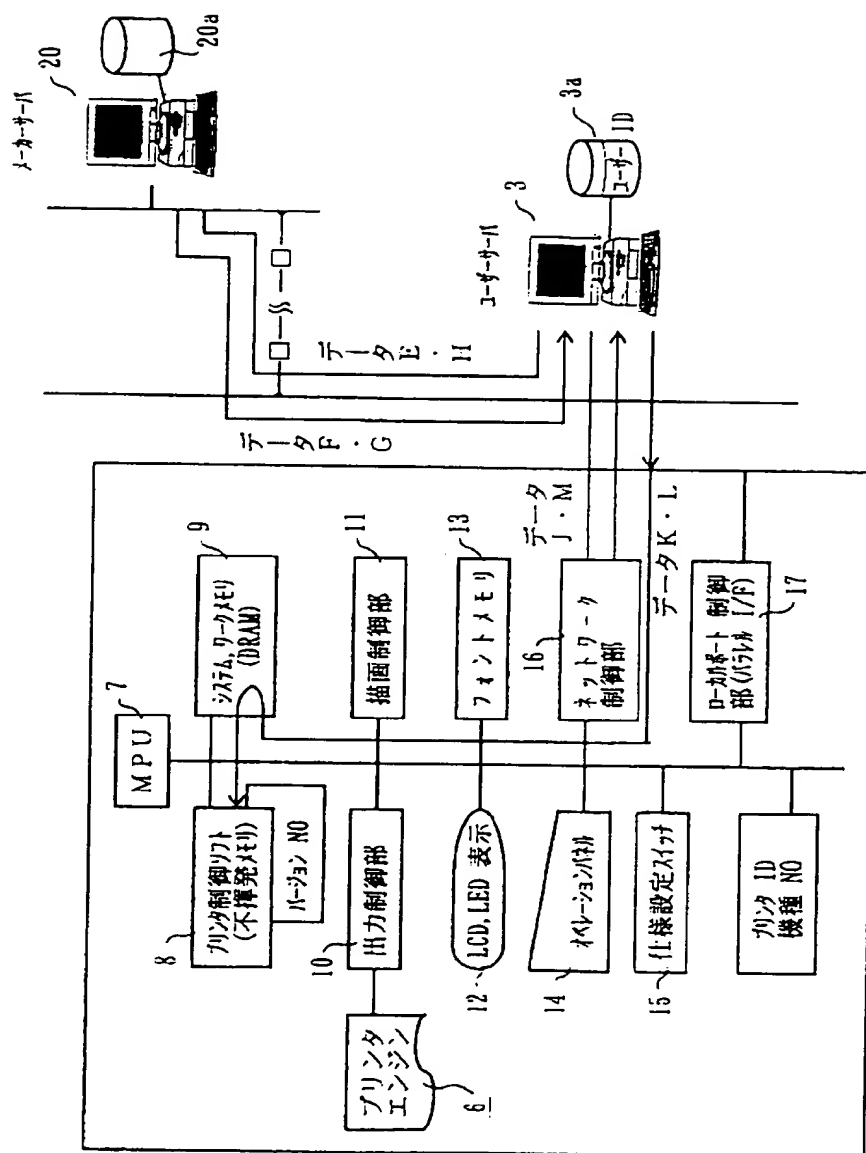 メーカーサーバ
20
20a
ユーザーサーバ
3
3a
ユーザー
ID
データE・H
データF・G
データ
J・M
データK・L
MPU
7
プリンタ制御ソフト
(不揮発メモリ)
8
バージョン NO
システム,ワークメモリ
(DRAM)
9
出力制御部
10
描画制御部
11
プリンタ
エンジン
6
LCD,LED 表示
12
フォントメモリ
13
オペレーションパネル
14
ネットワーク
制御部
16
仕様設定スイッチ
15
ローカルポート制御
部(パラレル I/F)
17
プリンタ ID
機種 NO